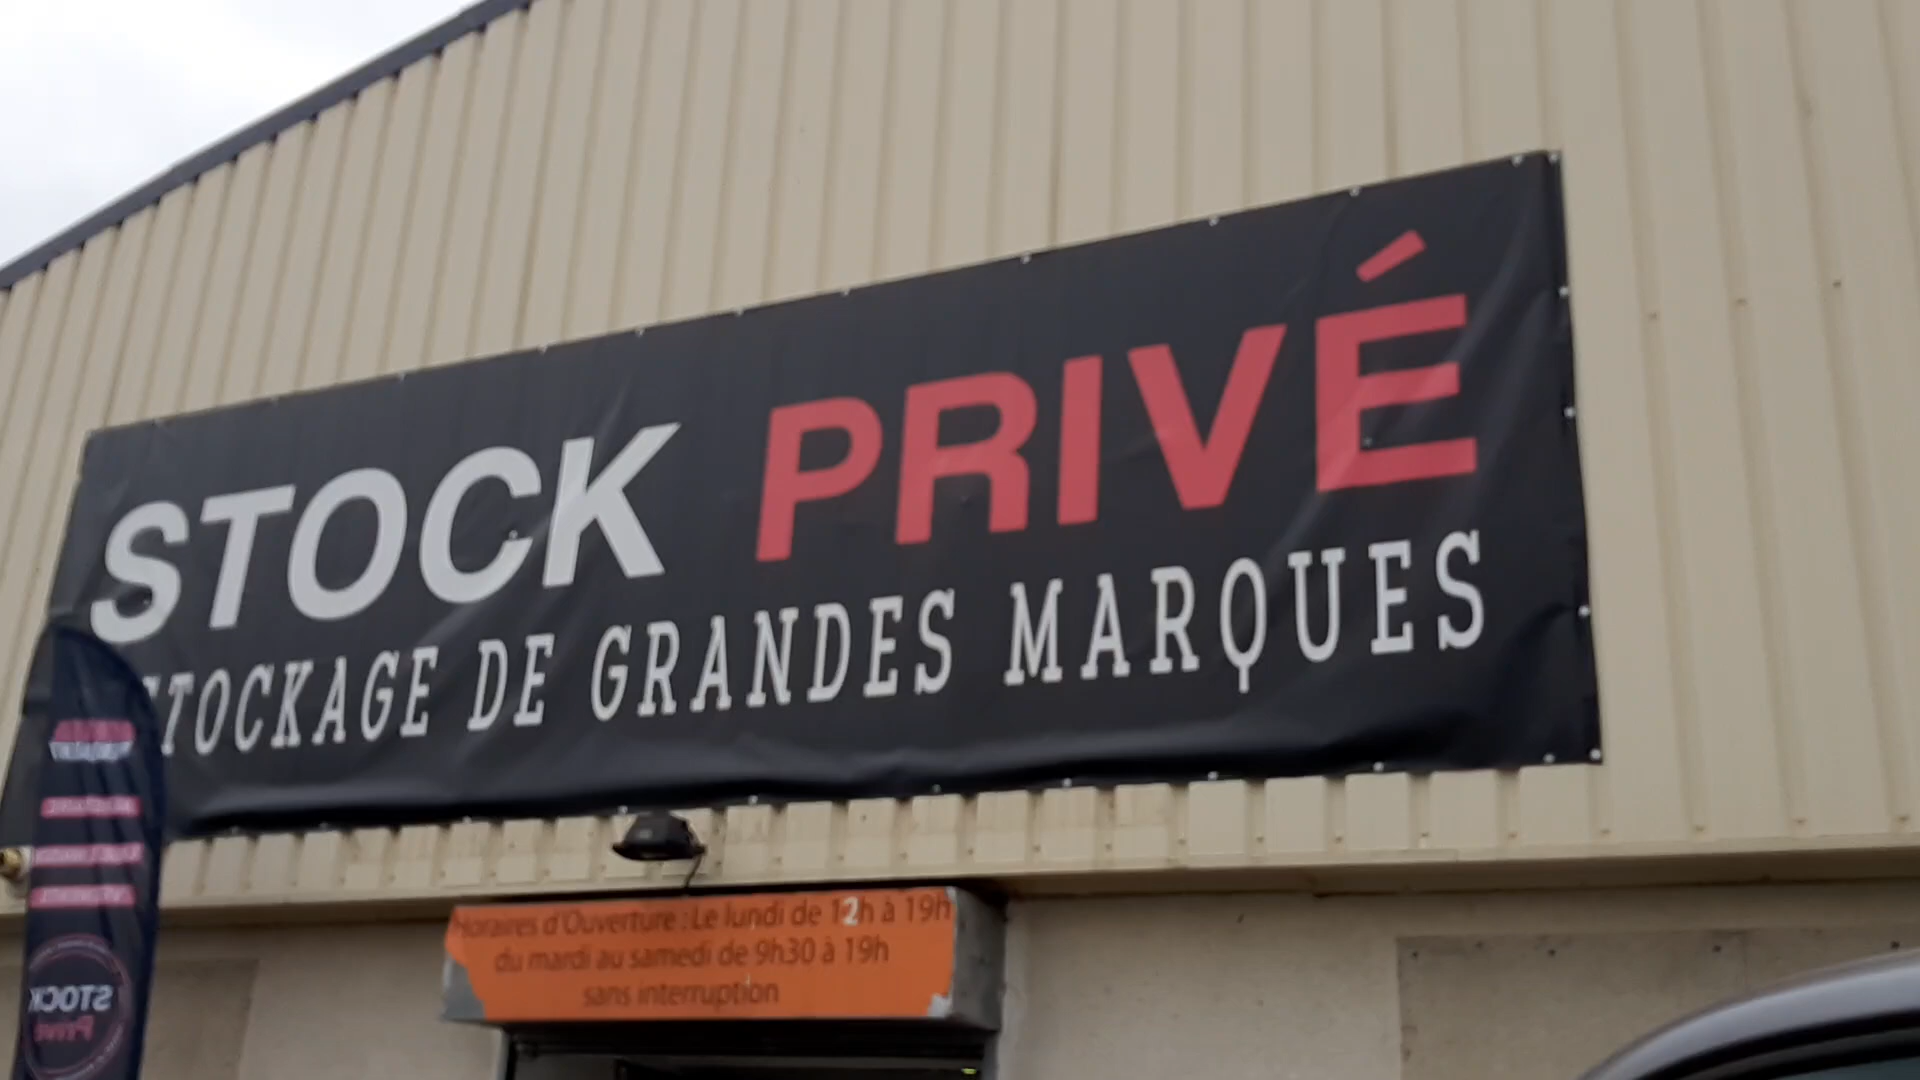 STOCK PRIVÉ
STOCKAGE DE GRANDES MARQUES
Horaires d'Ouverture : Le lundi de 12h à 19h
du mardi au samedi de 9h30 à 19h
sans interruption
STOCK
Privé